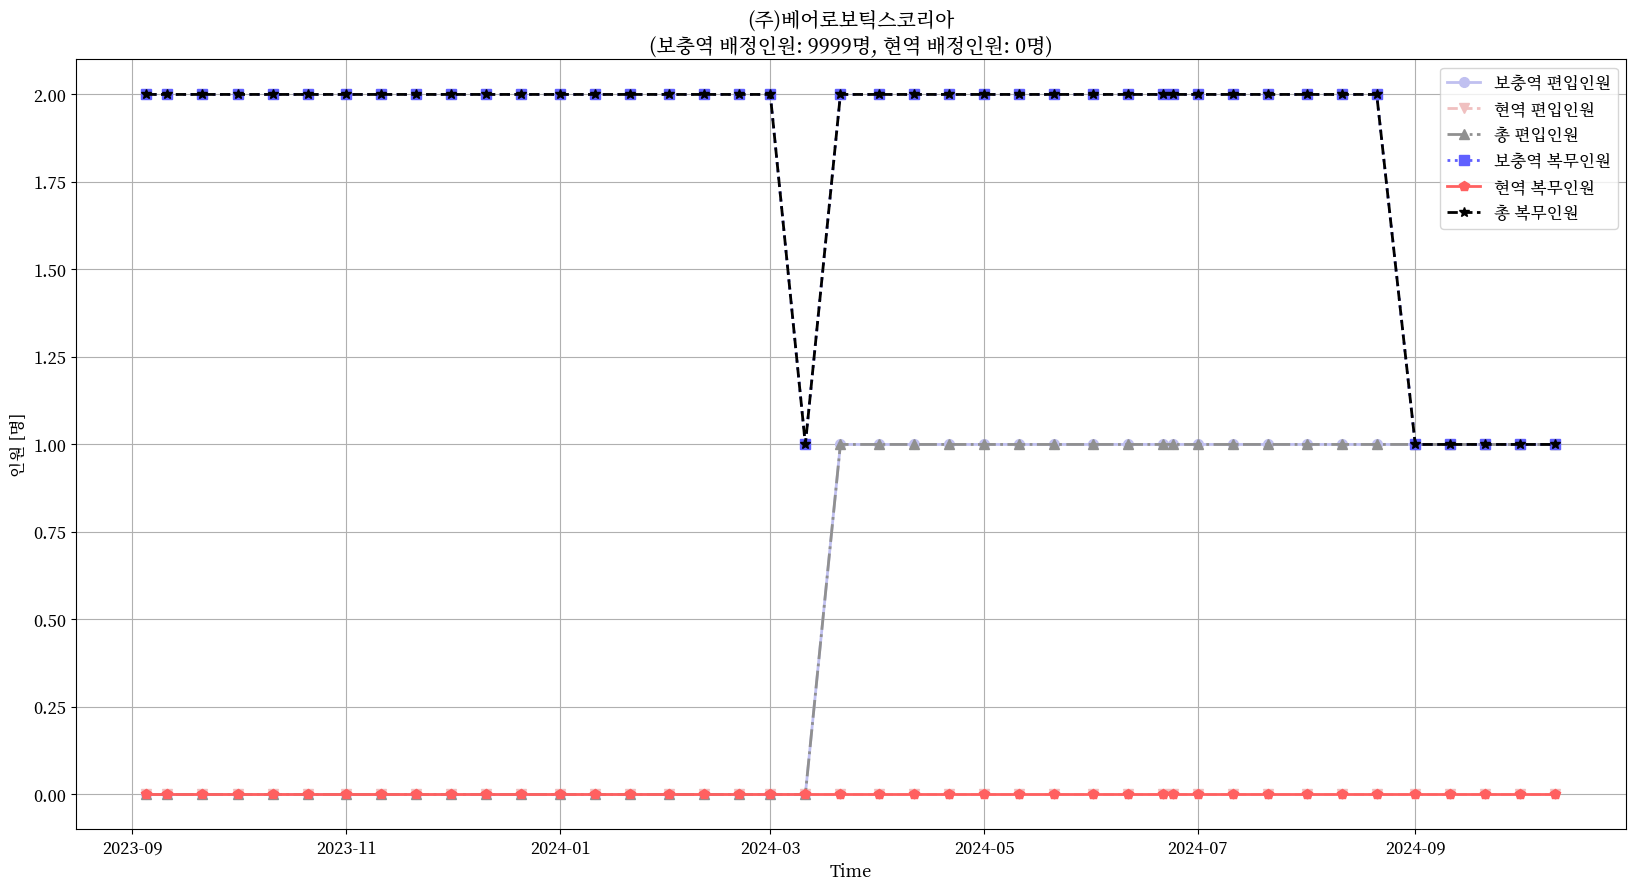 (주)베어로보틱스코리아
(보충역 배정인원: 9999명, 현역 배정인원: 0명)
보충역 편입인원
현역 편입인원
총 편입인원
보충역 복무인원
현역 복무인원
총 복무인원
2.00
1.75
1.50
1.25
1.00
0.75
0.50
0.25
0.00
인원 [명]
2023-09 2023-11 2024-01 2024-03 2024-05 2024-07 2024-09
Time